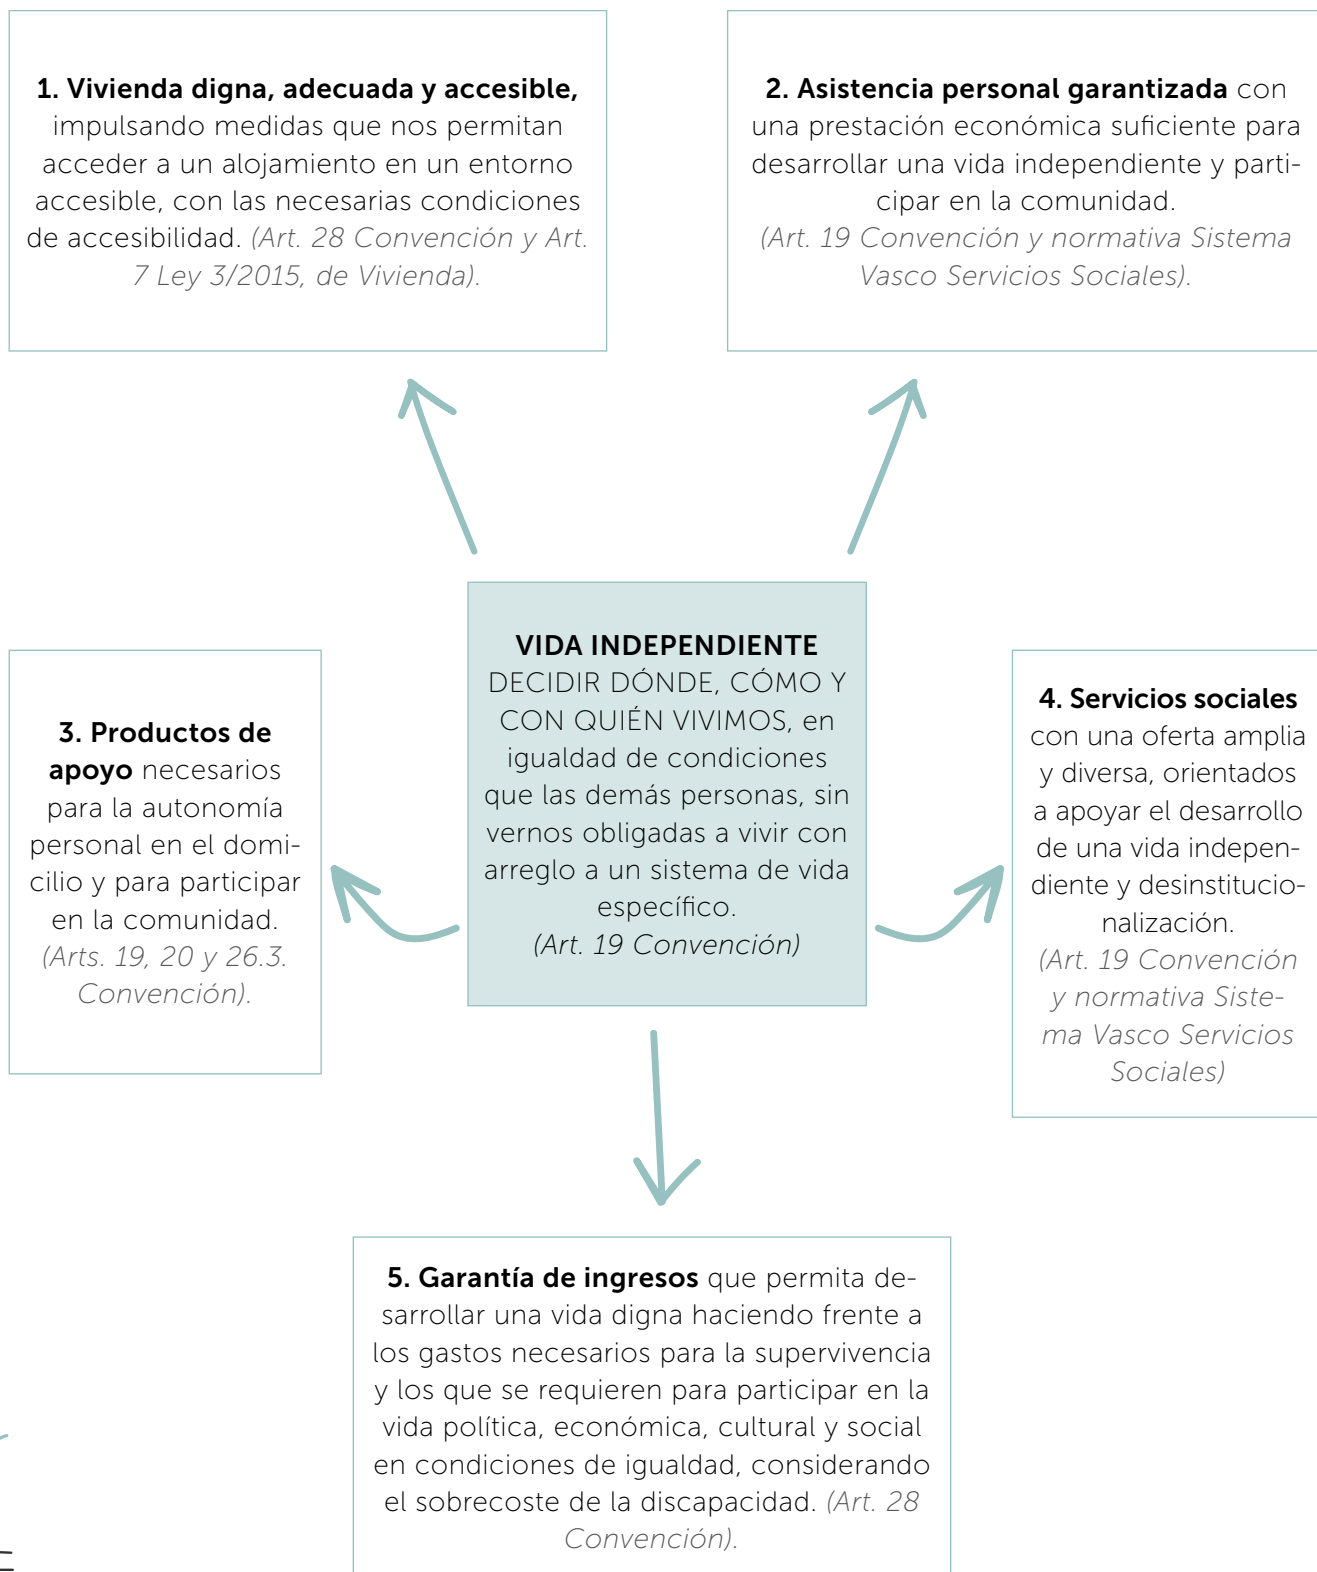 1. Vivienda digna, adecuada y accesible,
impulsando medidas que nos permitan
acceder a un alojamiento en un entorno
accesible, con las necesarias condiciones
de accesibilidad. (Art. 28 Convención y Art.
7 Ley 3/2015, de Vivienda).
2. Asistencia personal garantizada con
una prestación económica suficiente para
desarrollar una vida independiente y parti-
cipar en la comunidad.
(Art. 19 Convención y normativa Sistema
Vasco Servicios Sociales).
VIDA INDEPENDIENTE
DECIDIR DÓNDE, CÓMO Y
CON QUIÉN VIVIMOS, en
igualdad de condiciones
que las demás personas, sin
vernos obligadas a vivir con
arreglo a un sistema de vida
específico.
(Art. 19 Convención)
3. Productos de
apoyo necesarios
para la autonomía
personal en el domi-
cilio y para participar
en la comunidad.
(Arts. 19, 20 y 26.3.
Convención).
4. Servicios sociales
con una oferta amplia
y diversa, orientados
a apoyar el desarrollo
de una vida indepen-
diente y desinstitucio-
nalización.
(Art. 19 Convención
y normativa Siste-
ma Vasco Servicios
Sociales)
5. Garantía de ingresos que permita de-
sarrollar una vida digna haciendo frente a
los gastos necesarios para la supervivencia
y los que se requieren para participar en la
vida política, económica, cultural y social
en condiciones de igualdad, considerando
el sobrecoste de la discapacidad. (Art. 28
Convención).